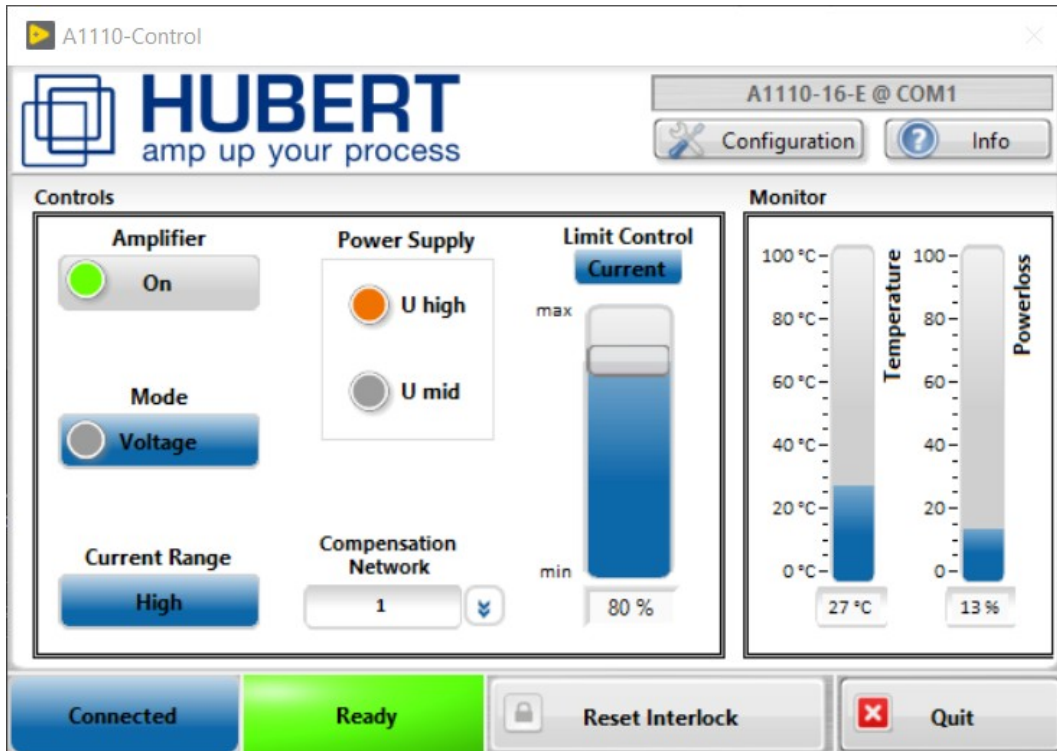 A1110-Control
HUBERT
amp up your process
A1110-16-E @ COM1
Configuration
Info
Controls
Amplifier
On
Mode
Voltage
Current Range
High
Power Supply
U high
U mid
Compensation
Network
1
Limit Control
Current
max
min
80 %
Monitor
100 °C
80 °C
60 °C
40 °C
20 °C
0 °C
Temperature
27 °C
100
80
60
40
20
0
Powerloss
13 %
Connected
Ready
Reset Interlock
Quit